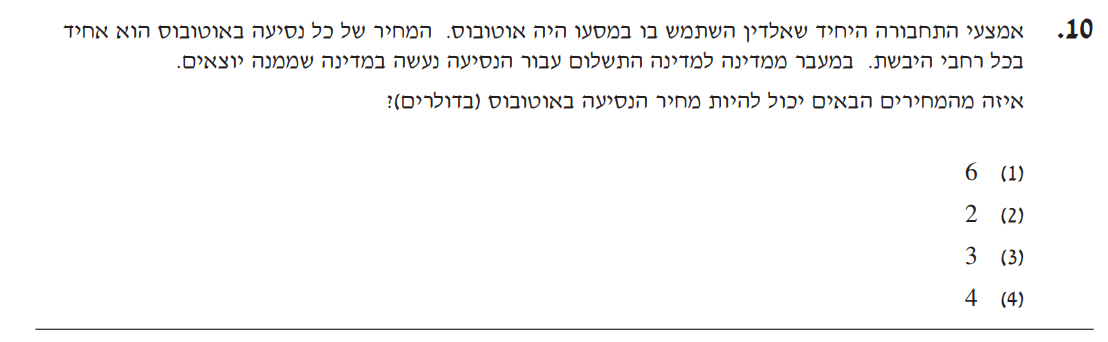 10. אמצעי התחבורה היחיד שאלדין השתמש בו במסעו היה אוטובוס. המחיר של כל נסיעה באוטובוס הוא אחיד
בכל רחבי היבשת. במעבר ממדינה למדינה התשלום עבור הנסיעה נעשה במדינה שממנה יוצאים.
איזה מהמחירים הבאים יכול להיות מחיר הנסיעה באוטובוס (בדולרים)?
(1) 6
(2) 2
(3) 3
(4) 4